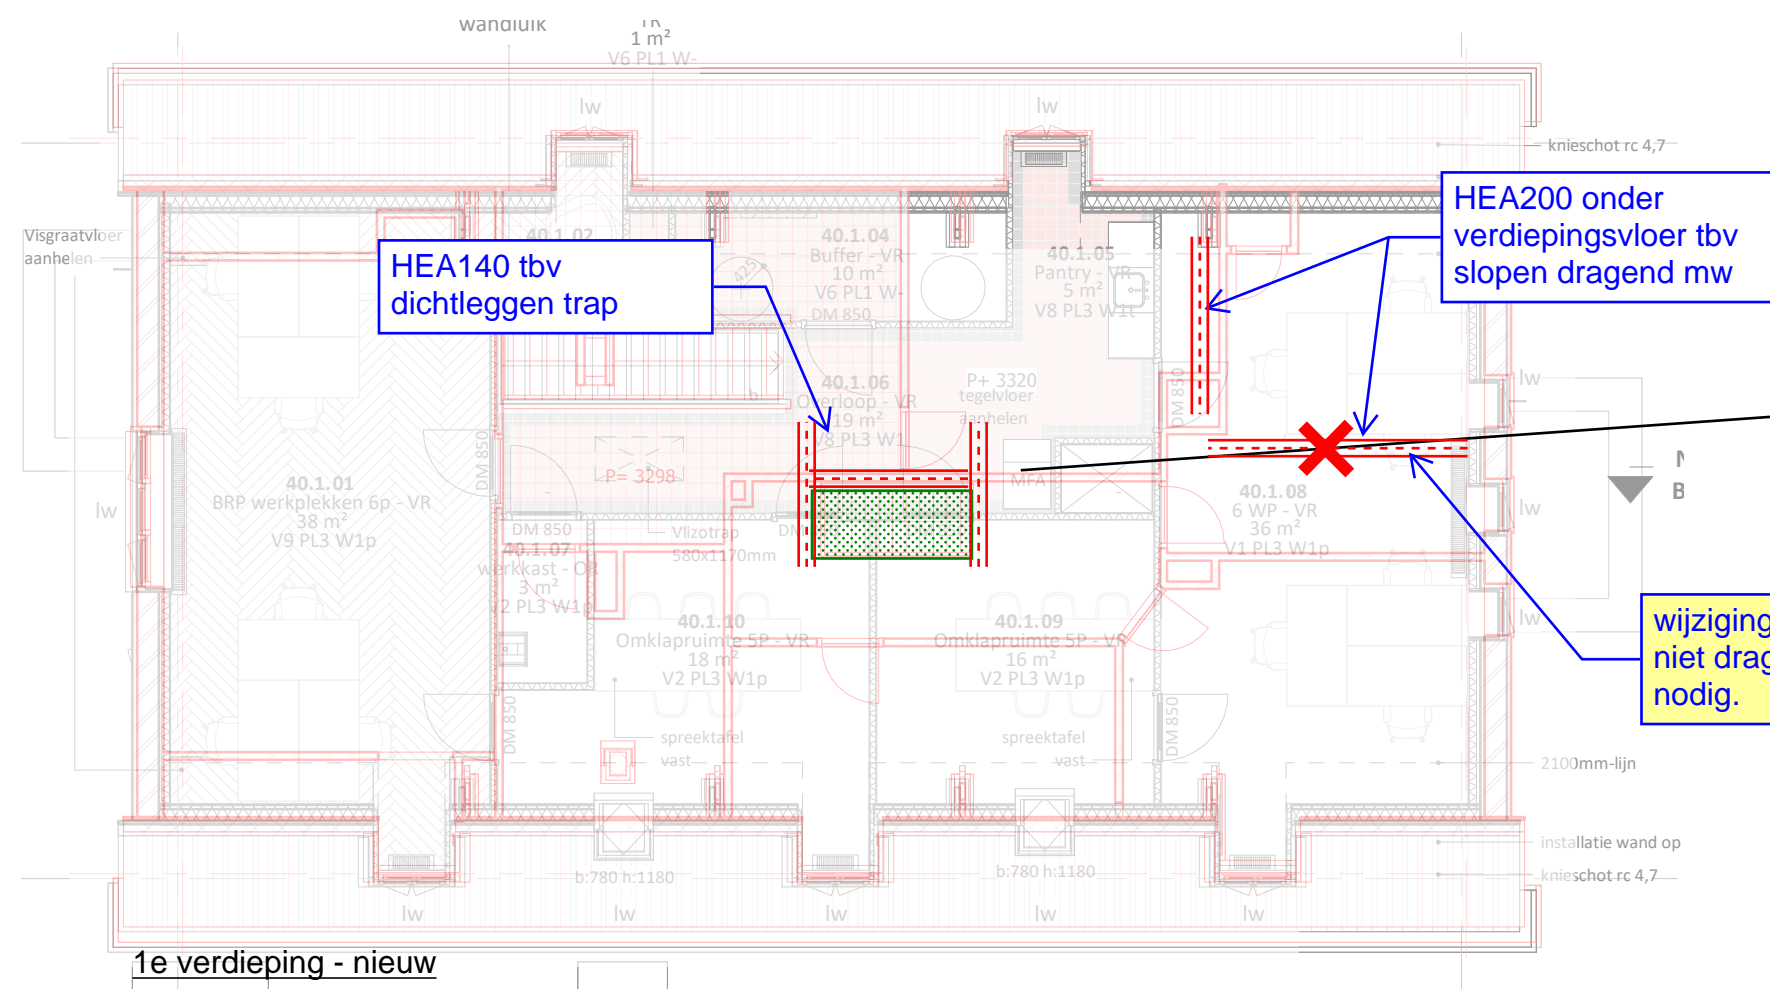 wandluik
1 m²
V6 PL1 W-
lw
lw
knieschot rc 4,7
HEA200 onder
verdiepingsvloer tbv
slopen dragend mw
Visgraatvloer
aanhelen
40.1.02
HEA140 tbv
dichtleggen trap
425
40.1.04
Buffer - VR
10 m²
V6 PL1 W-
DM 850
40.1.05
Pantry - VR
5 m²
V8 PL3 W1t
40.1.06
Overloop - VR
19 m²
V8 PL3 W1
P+ 3320
tegelvloer
aanhelen
DM 850
lw
b
DM 850
P= 3298
MFA
40.1.01
BRP werkplekken 6p - VR
38 m²
V9 PL3 W1p
lw
40.1.08
6 WP - VR
36 m²
V1 PL3 W1p
lw
B
DM 850
Vlizotrap
580x1170mm
40.1.07
werkkast - OR
3 m²
V2 PL3 W1p
40.1.10
Omklapruimte 5P - VR
18 m²
V2 PL3 W1p
40.1.09
Omklapruimte 5P - VR
16 m²
V2 PL3 W1p
lw
wijziging
niet drag
nodig.
DM 850
spreektafel
vast
spreektafel
vast
DM 850
2100mm-lijn
installatie wand op
knieschot rc 4,7
b:780 h:1180
b:780 h:1180
lw
lw
lw
lw
lw
1e verdieping - nieuw